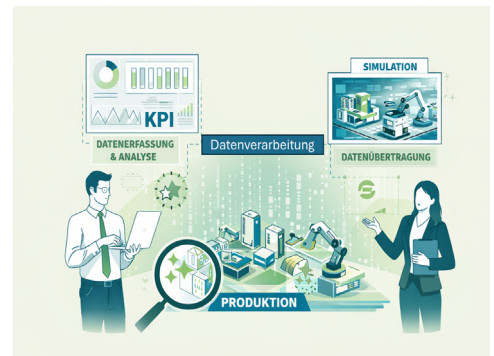 SIMULATION
KPI
DATENERFASSUNG
& ANALYSE
Datenverarbeitung
DATENÜBERTRAGUNG
PRODUKTION